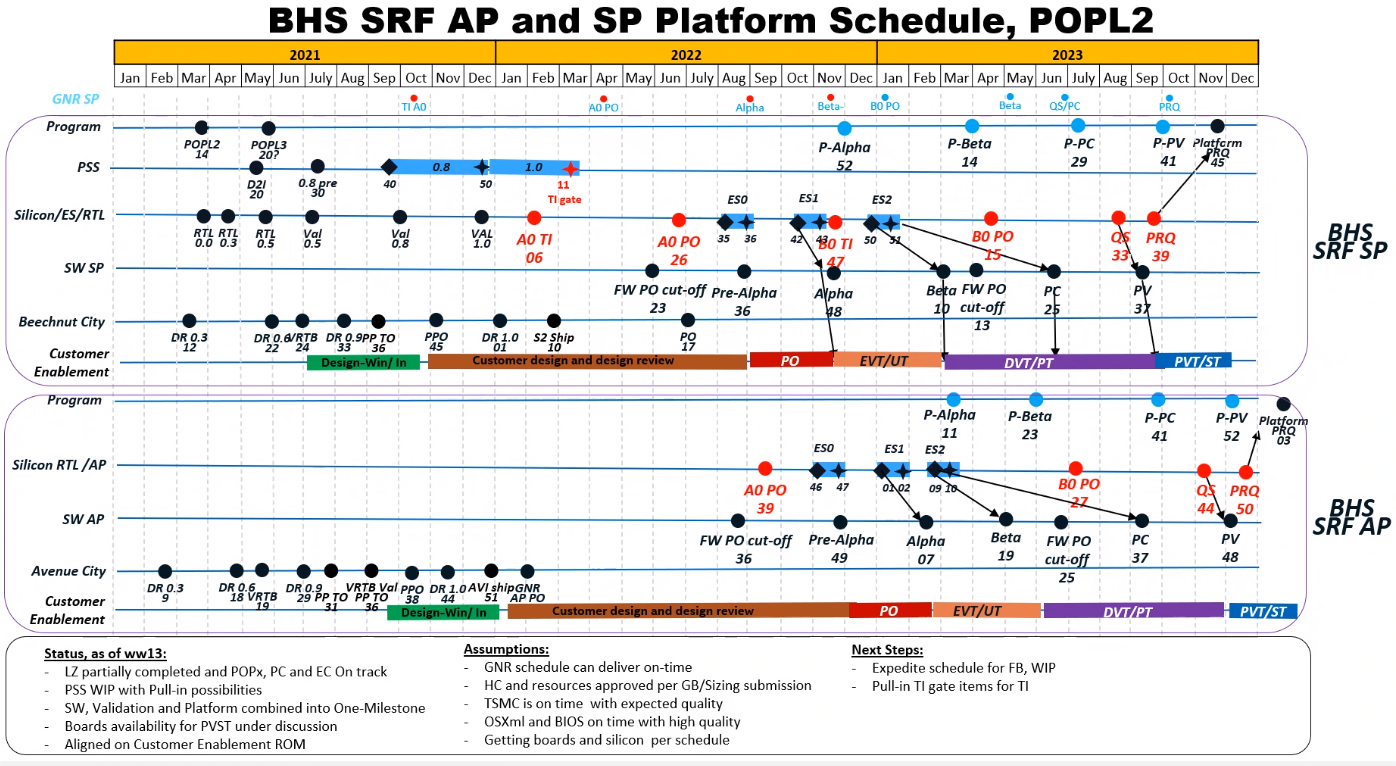 BHS SRF AP and SP Platform Schedule, POPL2
2021 2022 2023
Jan Feb Mar Apr May Jun July Aug Sep Oct Nov Dec Jan Feb Mar Apr May Jun July Aug Sep Oct Nov Dec Jan Feb Mar Apr May Jun July Aug Sep Oct Nov Dec
GNR SP
TI A0 A0 PO Alpha Beta- B0 PO Beta QS/PC PRQ
Program
POPL2 POPL3 P-Alpha P-Beta P-PC P-PV Platform PRQ
14 20? 52 14 29 41 45
PSS
0.8 1.0
D2I 0.8 pre 40 50 11
20 30 TI gate
Silicon/ES/RTL
ES0 ES1 ES2
RTL RTL RTL Val Val VAL A0 TI A0 PO 35 36 42 43 B0 TI 50 51 B0 PO QS PRQ
0.0 0.3 0.5 0.5 0.8 1.0 06 26 47 15 33 39
SW SP
FW PO cut-off Pre-Alpha Alpha Beta FW PO cut-off PC PV
23 36 48 10 13 25 37
Beechnut City
DR 0.3 DR 0.6 VRTB DR 0.9 PP TO PPO DR 1.0 S2 Ship PO
12 22 24 33 36 45 01 10 17
Customer
Enablement
Design-Win/ In Customer design and design review PO EVT/UT DVT/PT PVT/ST
BHS
SRF SP
Program
P-Alpha P-Beta P-PC P-PV Platform PRQ
11 23 41 52 03
Silicon RTL /AP
ES0 ES1 ES2
A0 PO 46 47 01 02 09 10 B0 PO QS PRQ
39 27 44 50
SW AP
FW PO cut-off Pre-Alpha Alpha Beta FW PO cut-off PC PV
36 49 07 19 25 37 48
Avenue City
DR 0.3 DR 0.6 VRTB DR 0.9 PP TO VRTB Val PP TO PPO DR 1.0 AVI ship GNR AP PO
9 18 19 29 31 36 38 44 51
Customer
Enablement
Design-Win/ In Customer design and design review PO EVT/UT DVT/PT PVT/ST
BHS
SRF AP
Status, as of ww13:
- LZ partially completed and POPx, PC and EC On track
- PSS WIP with Pull-in possibilities
- SW, Validation and Platform combined into One-Milestone
- Boards availability for PVST under discussion
- Aligned on Customer Enablement ROM
Assumptions:
- GNR schedule can deliver on-time
- HC and resources approved per GB/Sizing submission
- TSMC is on time with expected quality
- OSXml and BIOS on time with high quality
- Getting boards and silicon per schedule
Next Steps:
- Expedite schedule for FB, WIP
- Pull-in TI gate items for TI